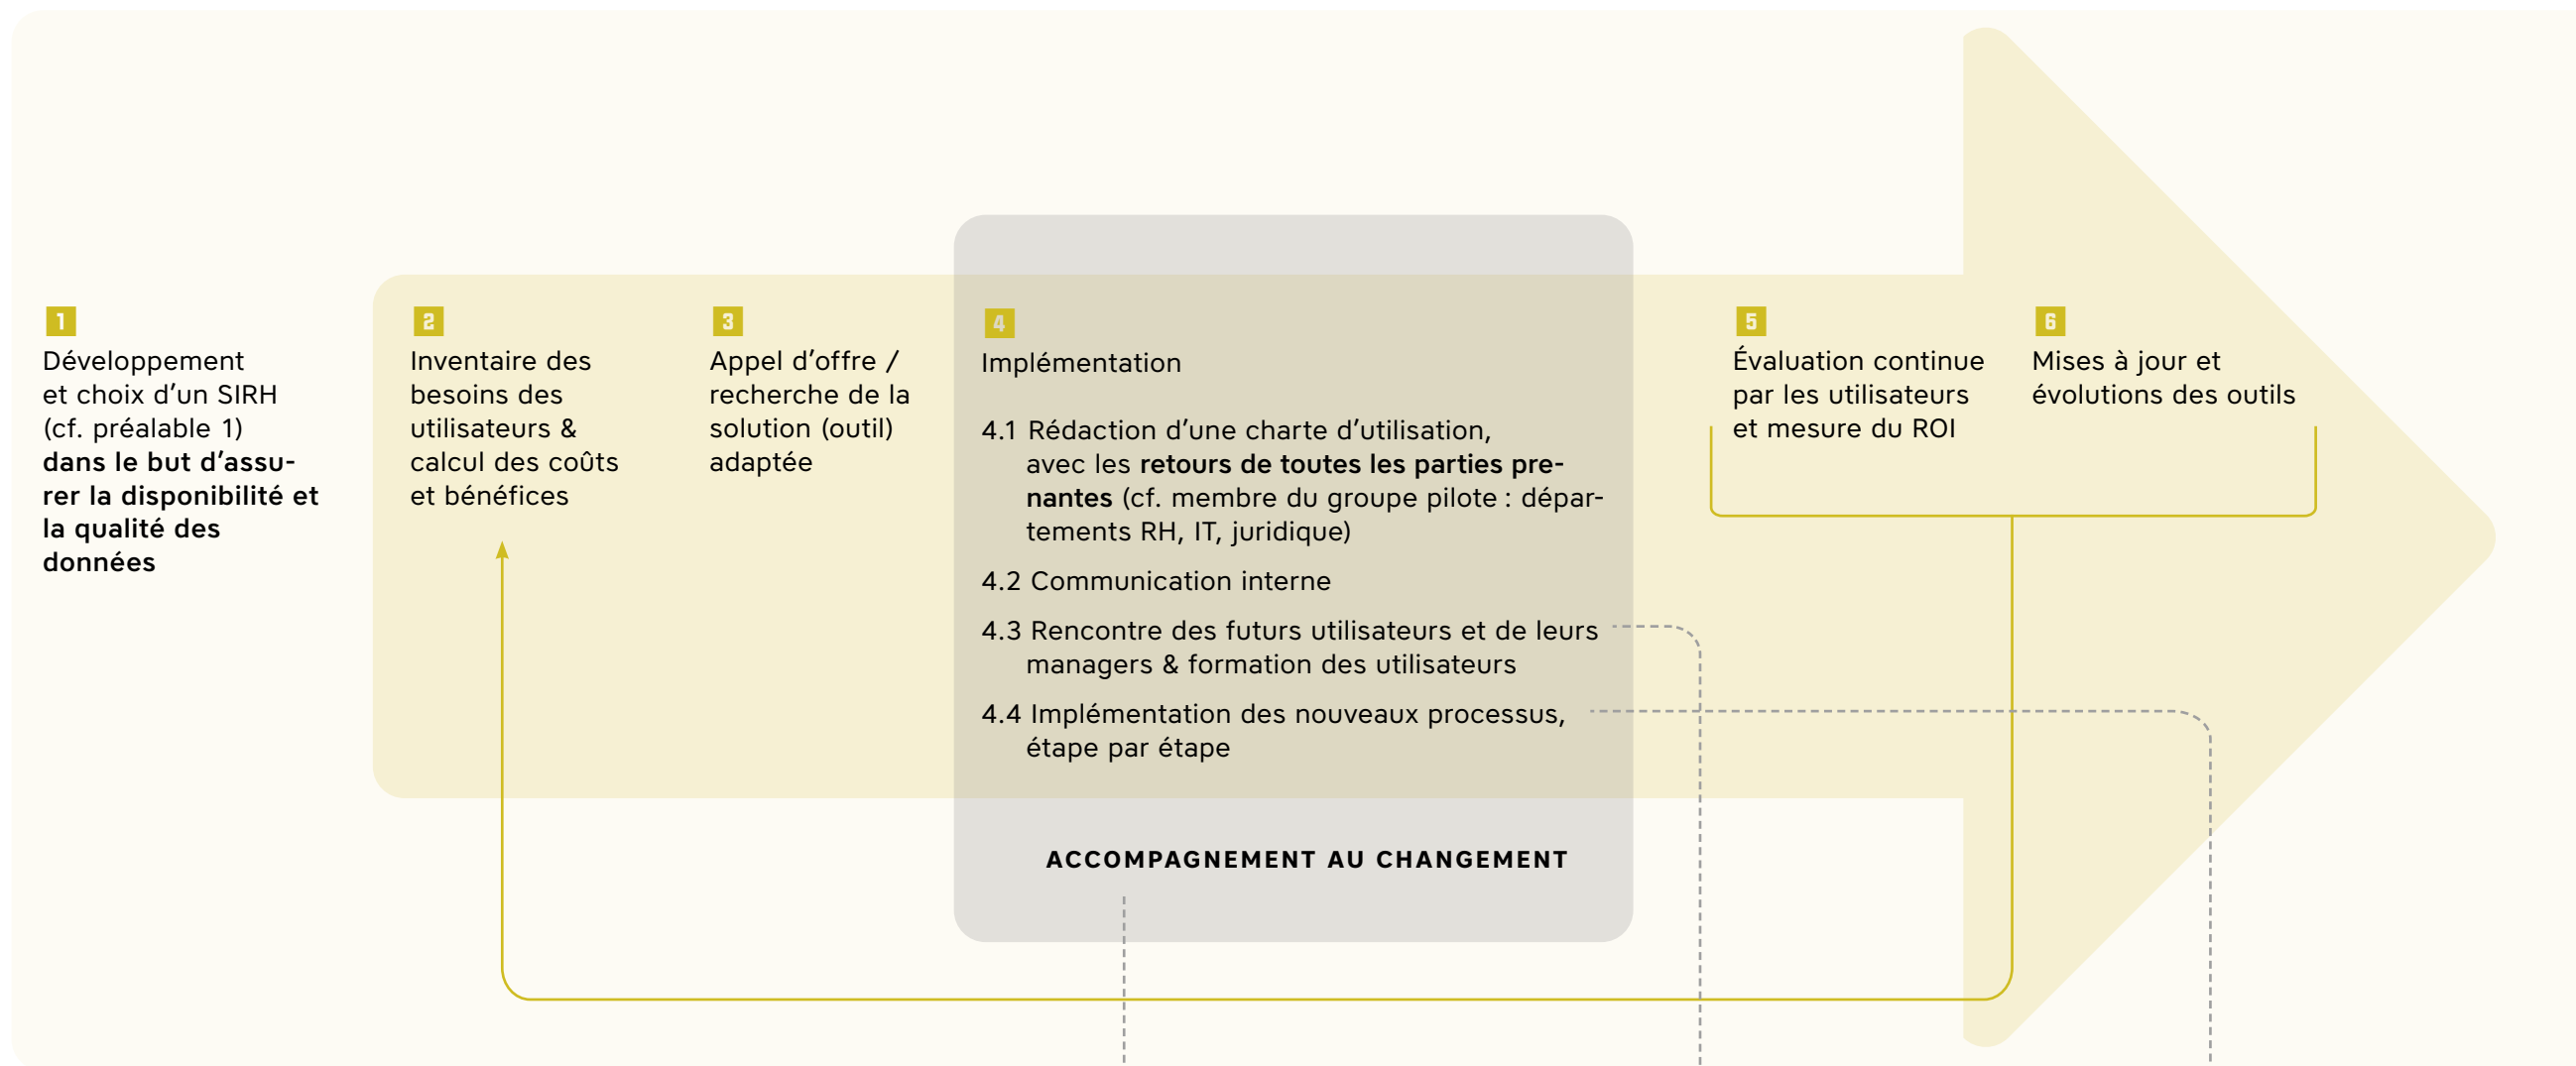 1
Développement
et choix d’un SIRH
(cf. préalable 1)
dans le but d’assu-
rer la disponibilité et
la qualité des
données
2
Inventaire des
besoins des
utilisateurs &
calcul des coûts
et bénéfices
3
Appel d’offre /
recherche de la
solution (outil)
adaptée
4
Implémentation
4.1 Rédaction d’une charte d’utilisation,
avec les retours de toutes les parties pre-
nantes (cf. membre du groupe pilote : dépar-
tements RH, IT, juridique)
4.2 Communication interne
4.3 Rencontre des futurs utilisateurs et de leurs
managers & formation des utilisateurs
4.4 Implémentation des nouveaux processus,
étape par étape
ACCOMPAGNEMENT AU CHANGEMENT
5
Évaluation continue
par les utilisateurs
et mesure du ROI
6
Mises à jour et
évolutions des outils